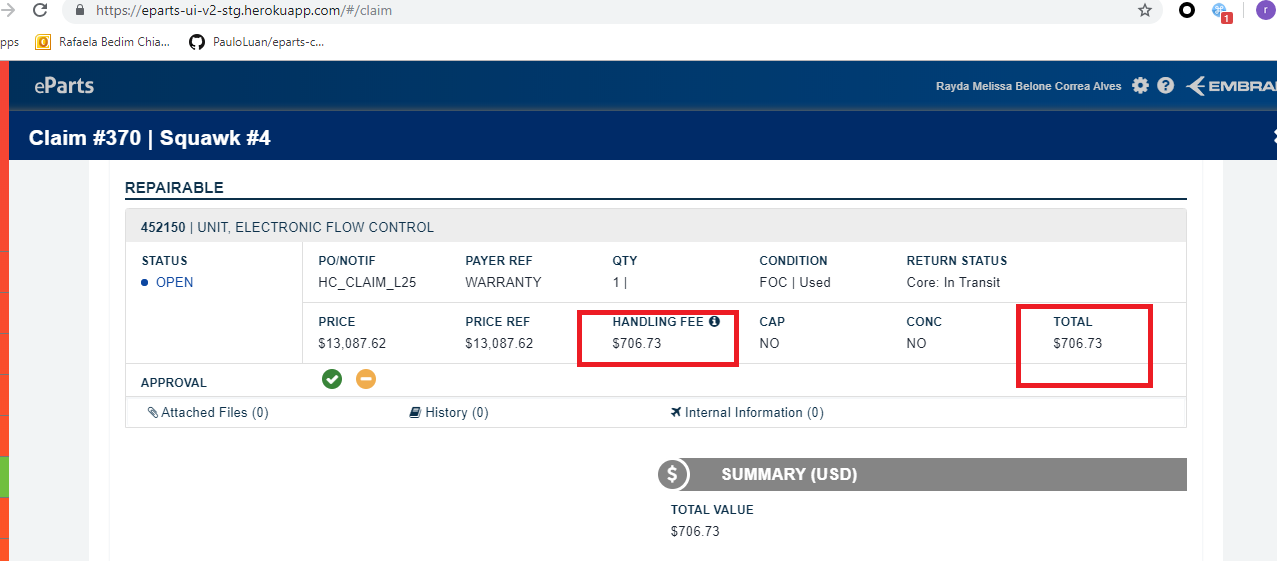 https://eparts-ui-v2-stg.herokuapp.com/#/claim
1
r
pps
Rafaela Bedim Chia...
PauloLuan/eparts-c...
eParts
Rayda Melissa Belone Correa Alves
EMBRA
Claim #370 | Squawk #4
REPAIRABLE
452150 | UNIT, ELECTRONIC FLOW CONTROL
STATUS PO/NOTIF PAYER REF QTY CONDITION RETURN STATUS
OPEN HC_CLAIM_L25 WARRANTY 1 | FOC | Used Core: In Transit
PRICE PRICE REF HANDLING FEE CAP CONC TOTAL
$13,087.62 $13,087.62 $706.73 NO NO $706.73
APPROVAL
Attached Files (0) History (0) Internal Information (0)
$ SUMMARY (USD)
TOTAL VALUE
$706.73